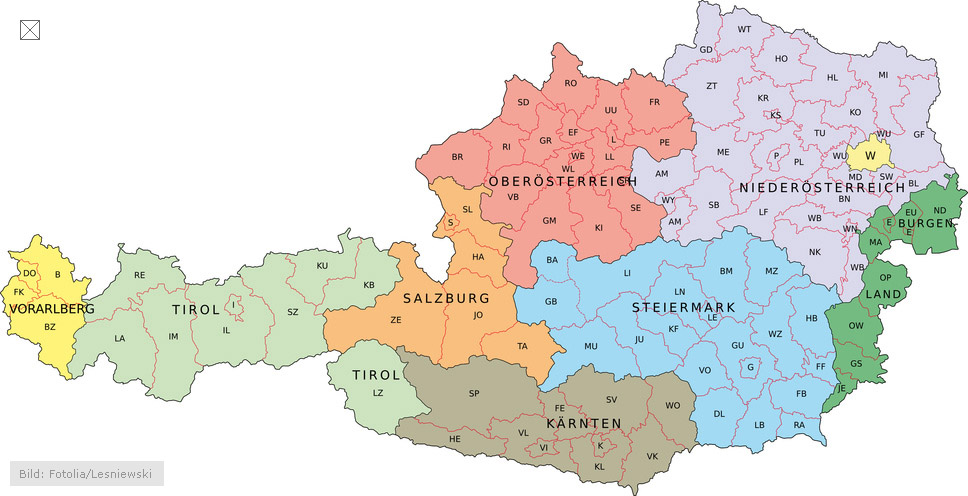 WT
GD
HO
HL
MI
ZT
KR
KS
KO
TU
WU
GF
ME
P
PL
WU
W
MD
SW
BL
AM
NIEDERÖSTERREICH
BN
WY
AM
SB
LF
WB
WN
NK
WB
RO
SD
UU
FR
EF
GR
L
PE
RI
BR
WE
LL
WL
OBERÖSTERREICH
VB
SE
GM
KI
SL
S
HA
SALZBURG
JO
ZE
TA
DO
B
FK
VORARLBERG
BZ
RE
KU
KB
TIROL
I
SZ
LA
IM
IL
TIROL
LZ
BA
LI
BM
MZ
GB
LN
STEIERMARK
LE
HB
KF
WZ
MU
JU
GU
VO
G
FF
FB
DL
LB
RA
SP
SV
FE
WO
KÄRNTEN
VL
HE
VI
K
KL
VK
ND
EU
E
BURGEN
E
MA
OP
LAND
OW
GS
JE
Bild: Fotolia/Lesniewski